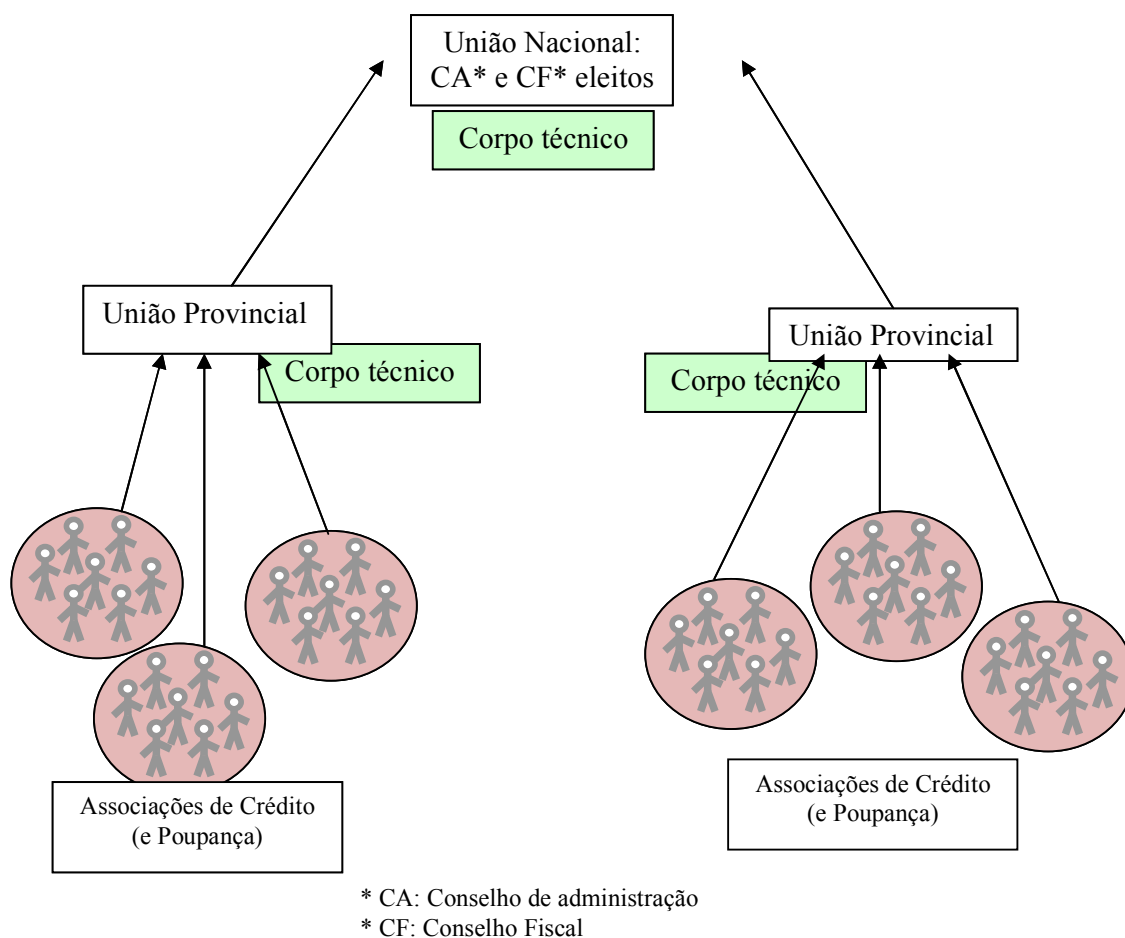 União Nacional:
CA* e CF* eleitos
Corpo técnico
União Provincial
Corpo técnico
União Provincial
Corpo técnico
Associações de Crédito
(e Poupança)
Associações de Crédito
(e Poupança)
* CA: Conselho de administração
* CF: Conselho Fiscal